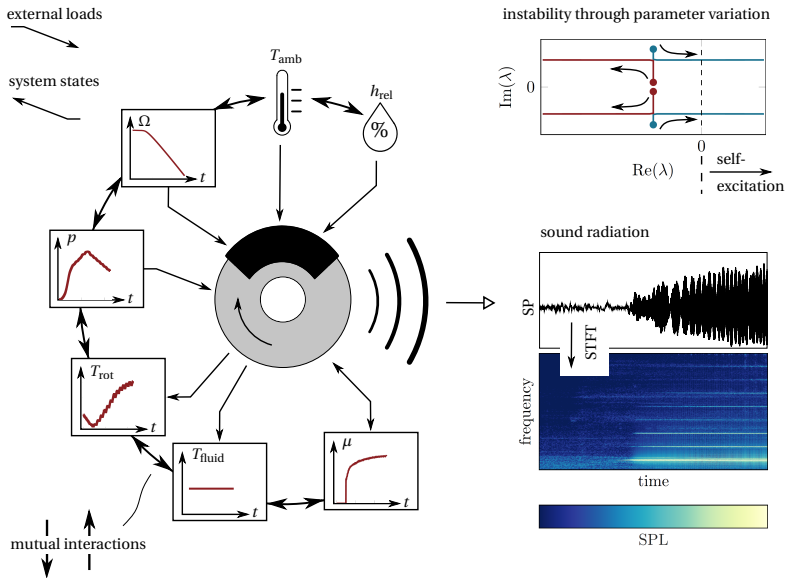 external loads
instability through parameter variation
system states
T_amb
h_rel
%
Ω
t
Im(λ)
0
0
Re(λ)
self-
excitation
p
t
sound radiation
SP
STFT
T_rot
t
frequency
time
T_fluid
t
μ
t
mutual interactions
SPL